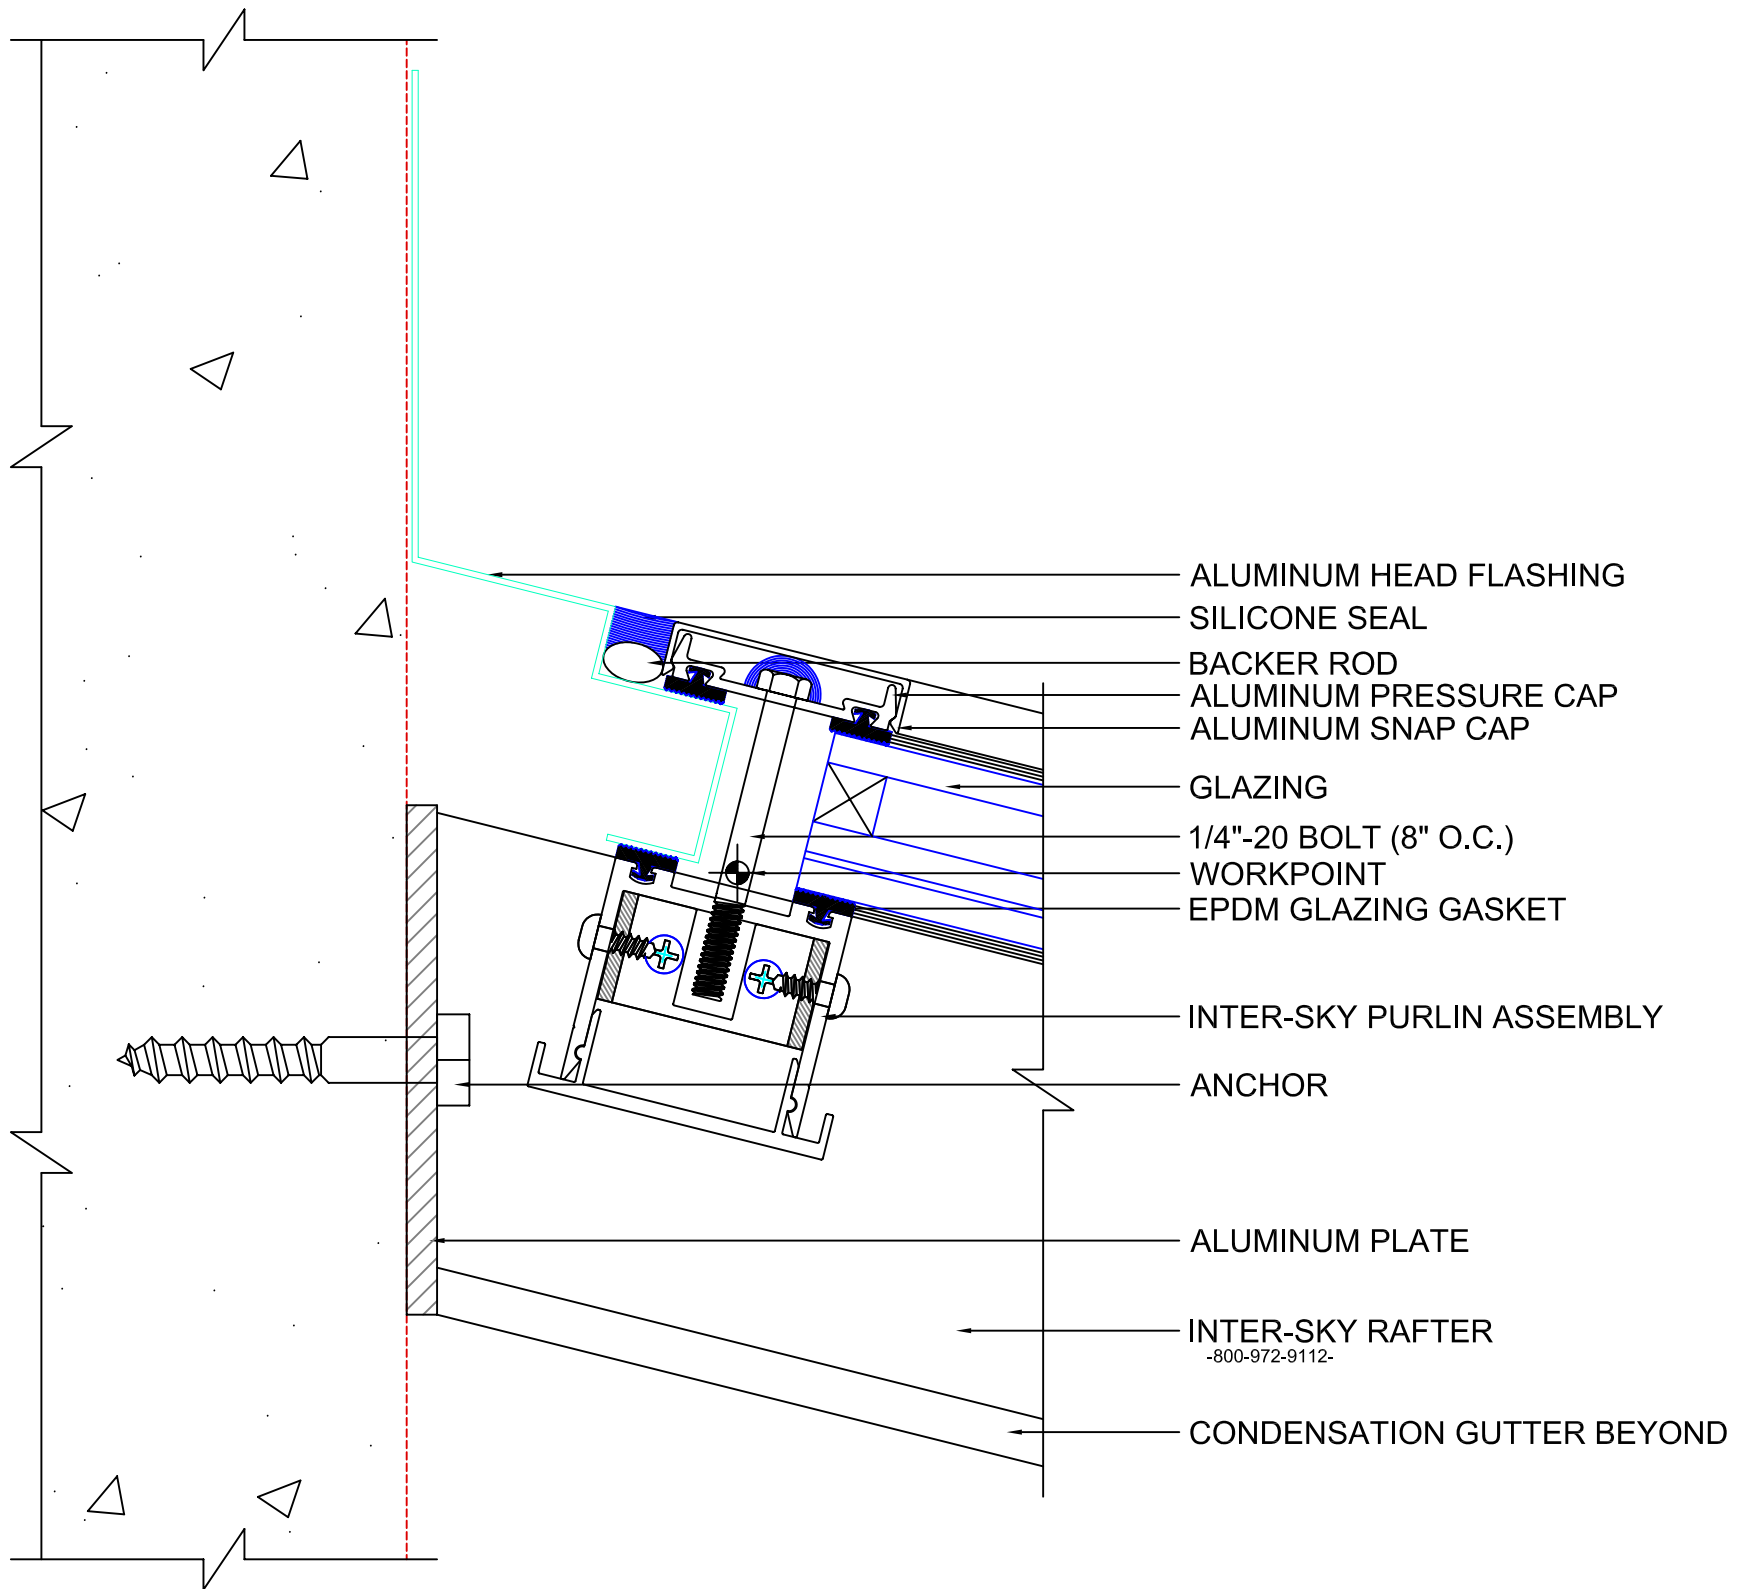 ALUMINUM HEAD FLASHING
SILICONE SEAL
BACKER ROD
ALUMINUM PRESSURE CAP
ALUMINUM SNAP CAP
GLAZING
1/4"-20 BOLT (8" O.C.)
WORKPOINT
EPDM GLAZING GASKET
INTER-SKY PURLIN ASSEMBLY
ANCHOR
ALUMINUM PLATE
INTER-SKY RAFTER
-800-972-9112-
CONDENSATION GUTTER BEYOND